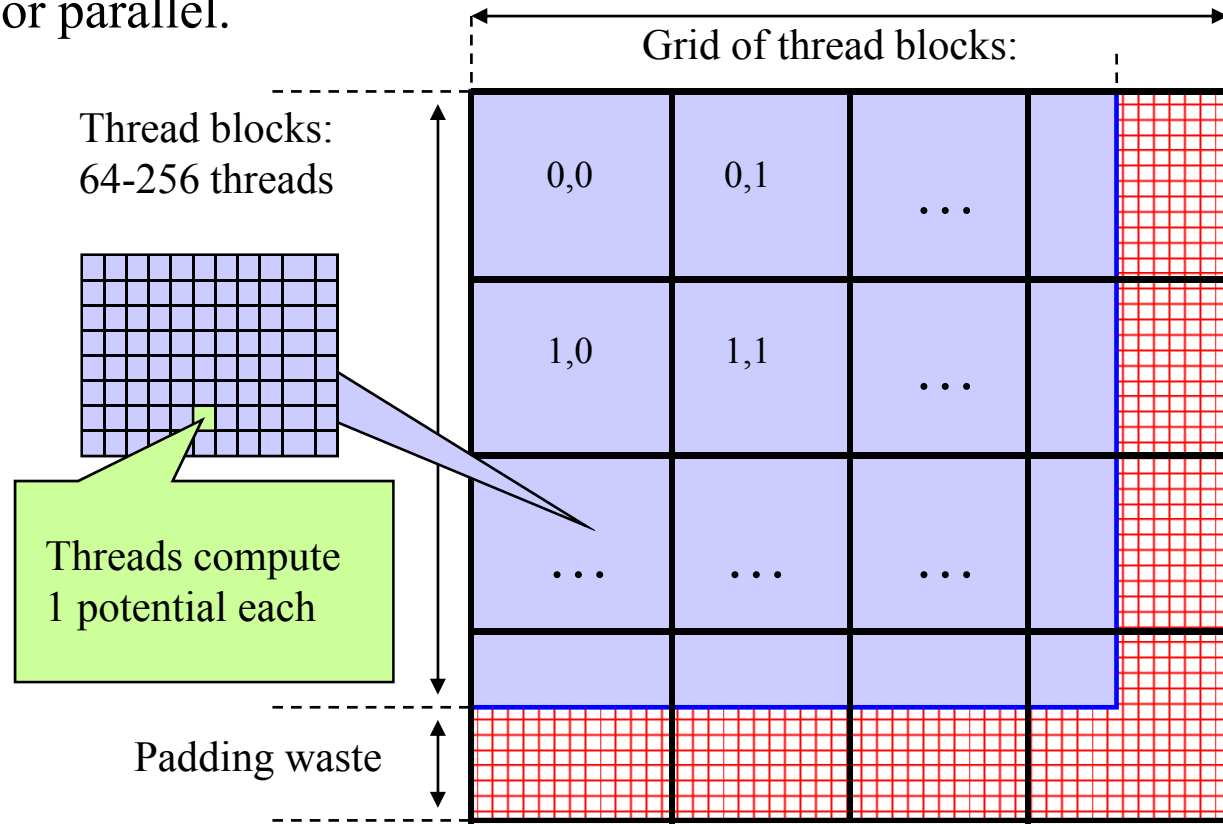 or parallel.
Grid of thread blocks:
Thread blocks:
64-256 threads
0,0
0,1
...
1,0
1,1
...
Threads compute
1 potential each
...
...
...
Padding waste